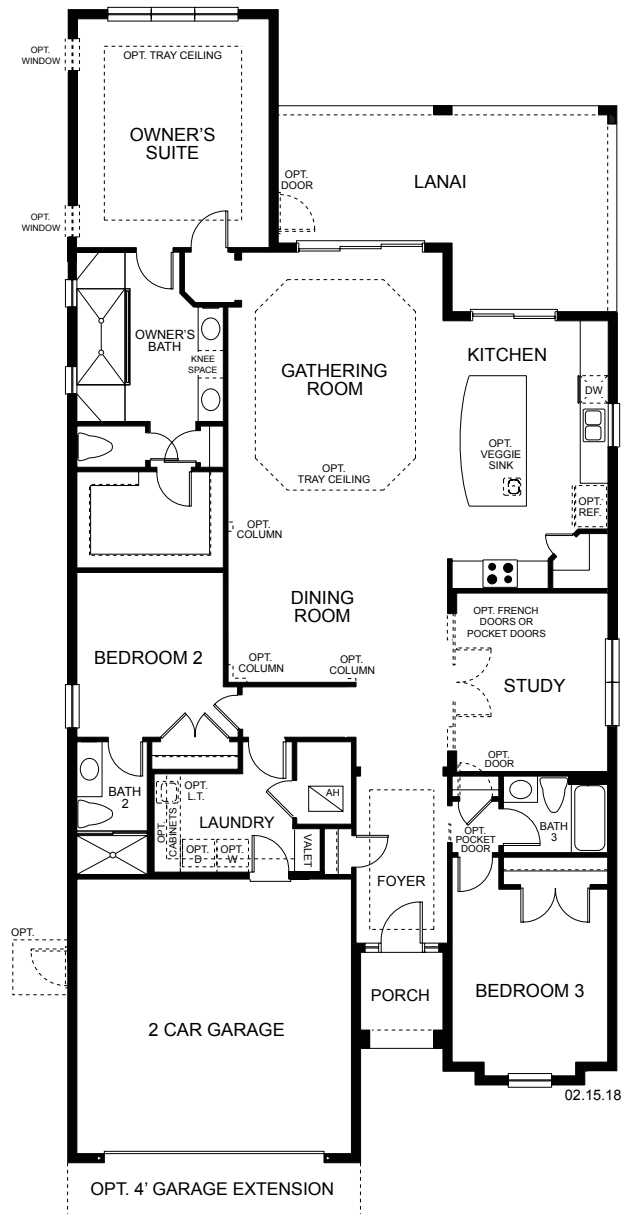 OPT.
WINDOW
OPT. TRAY CEILING
OWNER'S
SUITE
OPT.
DOOR
LANAI
OPT.
WINDOW
OWNER'S
BATH
KNEE
SPACE
GATHERING
ROOM
OPT.
TRAY CEILING
KITCHEN
DW
OPT.
VEGGIE
SINK
OPT.
REF.
OPT.
COLUMN
DINING
ROOM
OPT. FRENCH
DOORS OR
POCKET DOORS
BEDROOM 2
OPT.
COLUMN
OPT.
COLUMN
STUDY
OPT.
DOOR
BATH
2
OPT.
L.T.
OPT.
CABINETS
LAUNDRY
AH
OPT.
D
OPT.
W
VALET
OPT.
POCKET
DOOR
BATH
3
FOYER
OPT.
2 CAR GARAGE
PORCH
BEDROOM 3
02.15.18
OPT. 4' GARAGE EXTENSION